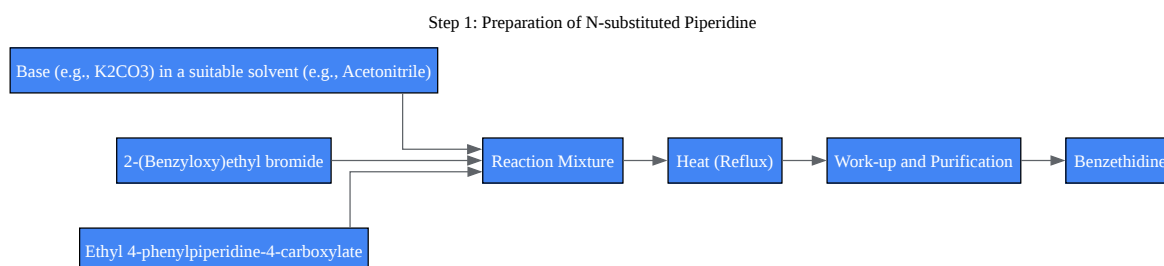 Step 1: Preparation of N-substituted Piperidine
Base (e.g., K2CO3) in a suitable solvent (e.g., Acetonitrile)
2-(Benzyloxy)ethyl bromide
Reaction Mixture
Heat (Reflux)
Work-up and Purification
Benzethidine
Ethyl 4-phenylpiperidine-4-carboxylate